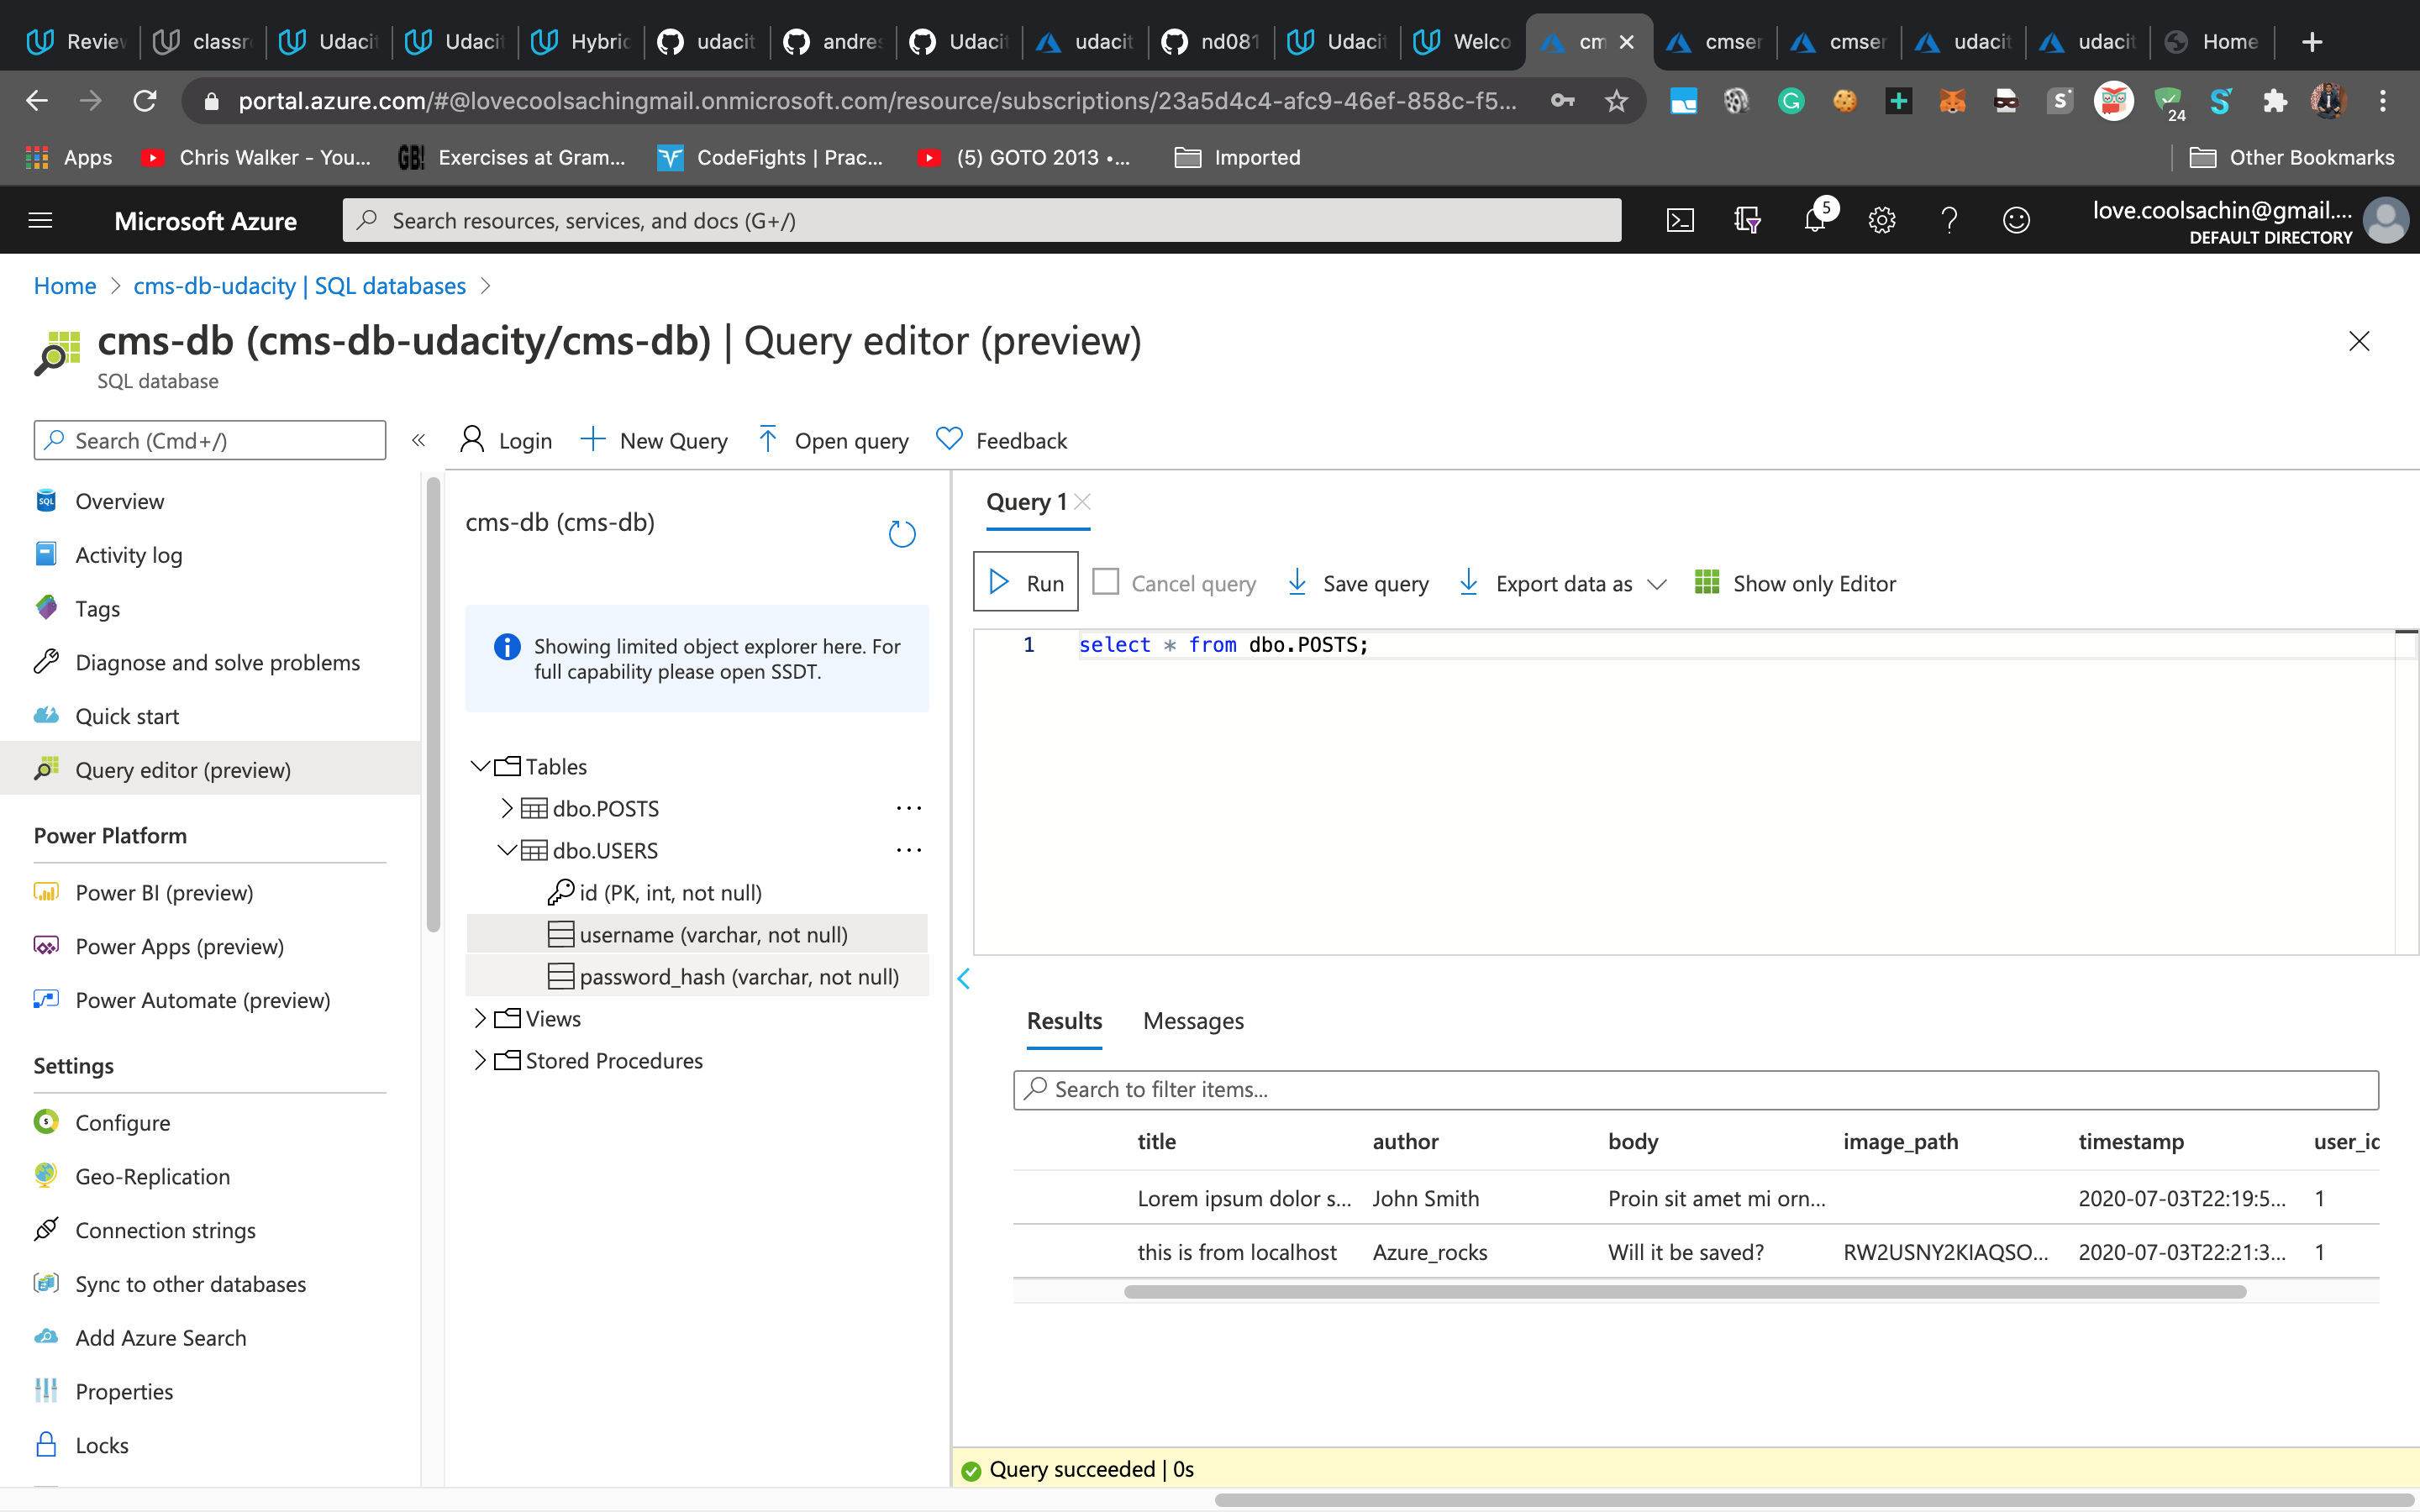 Review classr Udacit Udacit Hybric udacit andres Udacit udacit nd081 Udacit Welco cm cmser cmser udacit udacit Home
portal.azure.com/#@lovecoolsachingmail.onmicrosoft.com/resource/subscriptions/23a5d4c4-afc9-46ef-858c-f5... 24
Apps Chris Walker - You... GB! Exercises at Gram... CodeFights | Prac... (5) GOTO 2013 •... Imported Other Bookmarks
Microsoft Azure Search resources, services, and docs (G+/) 5 love.coolsachin@gmail....
DEFAULT DIRECTORY
Home > cms-db-udacity | SQL databases >
cms-db (cms-db-udacity/cms-db) | Query editor (preview)
SQL database
Search (Cmd+/) « Login New Query Open query Feedback
Overview
Activity log
Tags
Diagnose and solve problems
Quick start
Query editor (preview)
Power Platform
Power BI (preview)
Power Apps (preview)
Power Automate (preview)
Settings
Configure
Geo-Replication
Connection strings
Sync to other databases
Add Azure Search
Properties
Locks
cms-db (cms-db)
Showing limited object explorer here. For
full capability please open SSDT.
Tables
dbo.POSTS ...
dbo.USERS ...
id (PK, int, not null)
username (varchar, not null)
password_hash (varchar, not null)
Views
Stored Procedures
Query 1
Run Cancel query Save query Export data as Show only Editor
1 select * from dbo.POSTS;
Results Messages
Search to filter items...
title author body image_path timestamp user_id
Lorem ipsum dolor s... John Smith Proin sit amet mi orn... 2020-07-03T22:19:5... 1
this is from localhost Azure_rocks Will it be saved? RW2USNY2KIAQSO... 2020-07-03T22:21:3... 1
Query succeeded | 0s